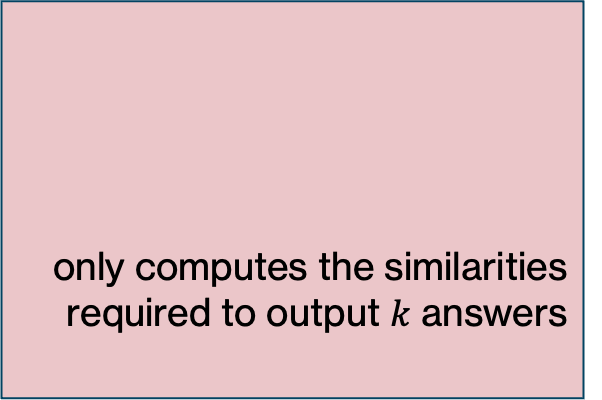 only computes the similarities
required to output k answers